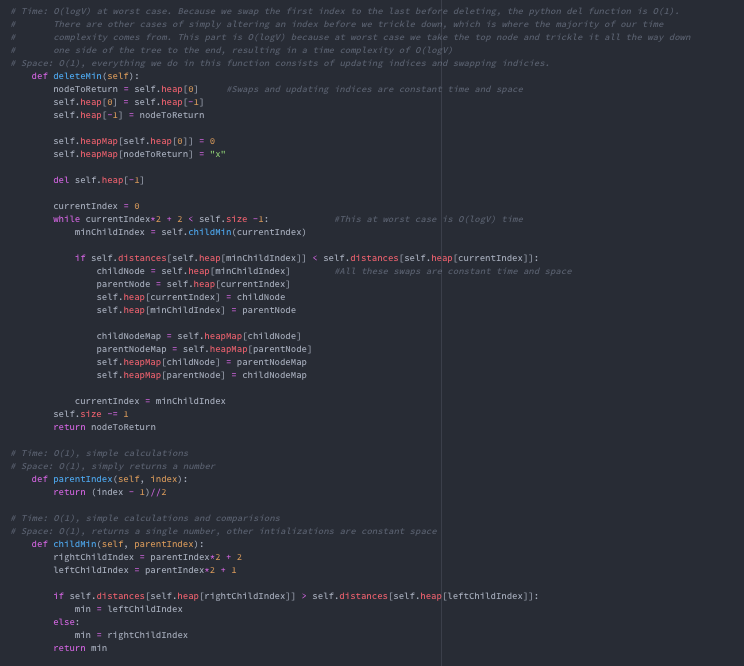 # Time: O(logV) at worst case. Because we swap the first index to the last before deleting, the python del function is O(1).
#       There are other cases of simply altering an index before we trickle down, which is where the majority of our time
#       complexity comes from. This part is O(logV) because at worst case we take the top node and trickle it all the way down
#       one side of the tree to the end, resulting in a time complexity of O(logV)
# Space: O(1), everything we do in this function consists of updating indices and swapping indicies.
    def deleteMin(self):
        nodeToReturn = self.heap[0]     #Swaps and updating indices are constant time and space
        self.heap[0] = self.heap[-1]
        self.heap[-1] = nodeToReturn

        self.heapMap[self.heap[0]] = 0
        self.heapMap[nodeToReturn] = "x"

        del self.heap[-1]

        currentIndex = 0
        while currentIndex*2 + 2 < self.size -1:            #This at worst case is O(logV) time
            minChildIndex = self.childMin(currentIndex)

            if self.distances[self.heap[minChildIndex]] < self.distances[self.heap[currentIndex]]:
                childNode = self.heap[minChildIndex]        #All these swaps are constant time and space
                parentNode = self.heap[currentIndex]
                self.heap[currentIndex] = childNode
                self.heap[minChildIndex] = parentNode

                childNodeMap = self.heapMap[childNode]
                parentNodeMap = self.heapMap[parentNode]
                self.heapMap[childNode] = parentNodeMap
                self.heapMap[parentNode] = childNodeMap

            currentIndex = minChildIndex
        self.size -= 1
        return nodeToReturn

# Time: O(1), simple calculations
# Space: O(1), simply returns a number
    def parentIndex(self, index):
        return (index - 1)//2

# Time: O(1), simple calculations and comparisions
# Space: O(1), returns a single number, other intializations are constant space
    def childMin(self, parentIndex):
        rightChildIndex = parentIndex*2 + 2
        leftChildIndex = parentIndex*2 + 1

        if self.distances[self.heap[rightChildIndex]] > self.distances[self.heap[leftChildIndex]]:
            min = leftChildIndex
        else:
            min = rightChildIndex
        return min